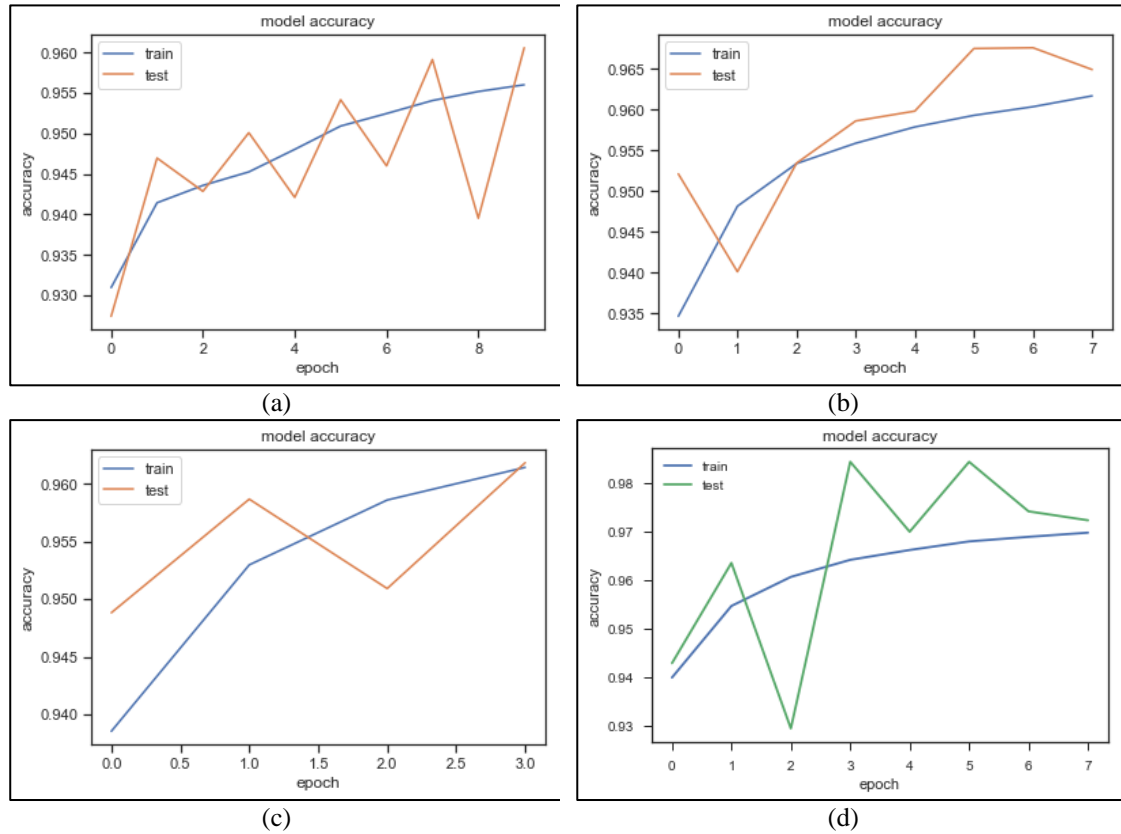 model accuracy
0.960
0.955
0.950
0.945
0.940
0.935
0.930
accuracy
train
test
0 2 4 6 8
epoch
(a)
model accuracy
0.965
0.960
0.955
0.950
0.945
0.940
0.935
accuracy
train
test
0 1 2 3 4 5 6 7
epoch
(b)
model accuracy
0.960
0.955
0.950
0.945
0.940
accuracy
train
test
0.0 0.5 1.0 1.5 2.0 2.5 3.0
epoch
(c)
model accuracy
0.98
0.97
0.96
0.95
0.94
0.93
accuracy
train
test
0 1 2 3 4 5 6 7
epoch
(d)